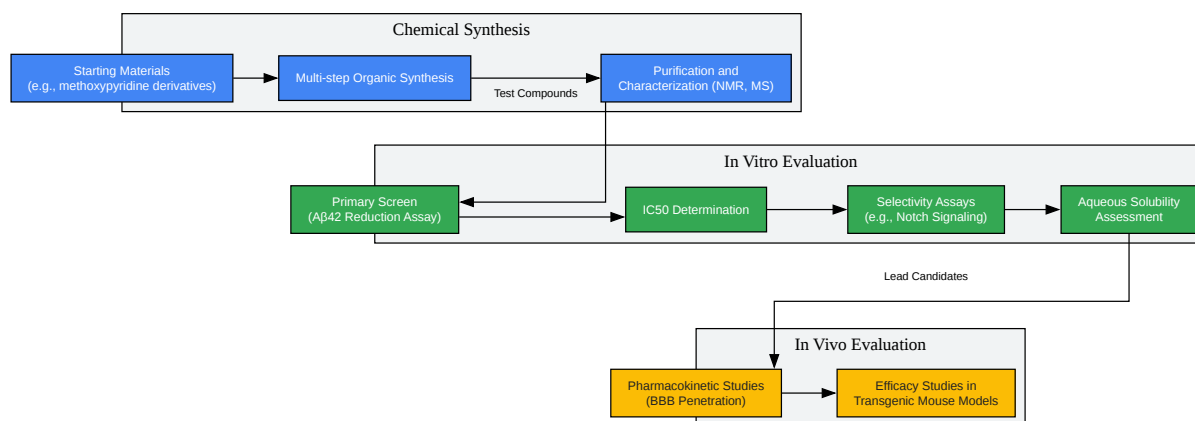 Chemical Synthesis
Starting Materials
(e.g., methoxypyridine derivatives)
Multi-step Organic Synthesis
Test Compounds
Purification and
Characterization (NMR, MS)
In Vitro Evaluation
Primary Screen
(Aβ42 Reduction Assay)
IC50 Determination
Selectivity Assays
(e.g., Notch Signaling)
Aqueous Solubility
Assessment
Lead Candidates
In Vivo Evaluation
Pharmacokinetic Studies
(BBB Penetration)
Efficacy Studies in
Transgenic Mouse Models